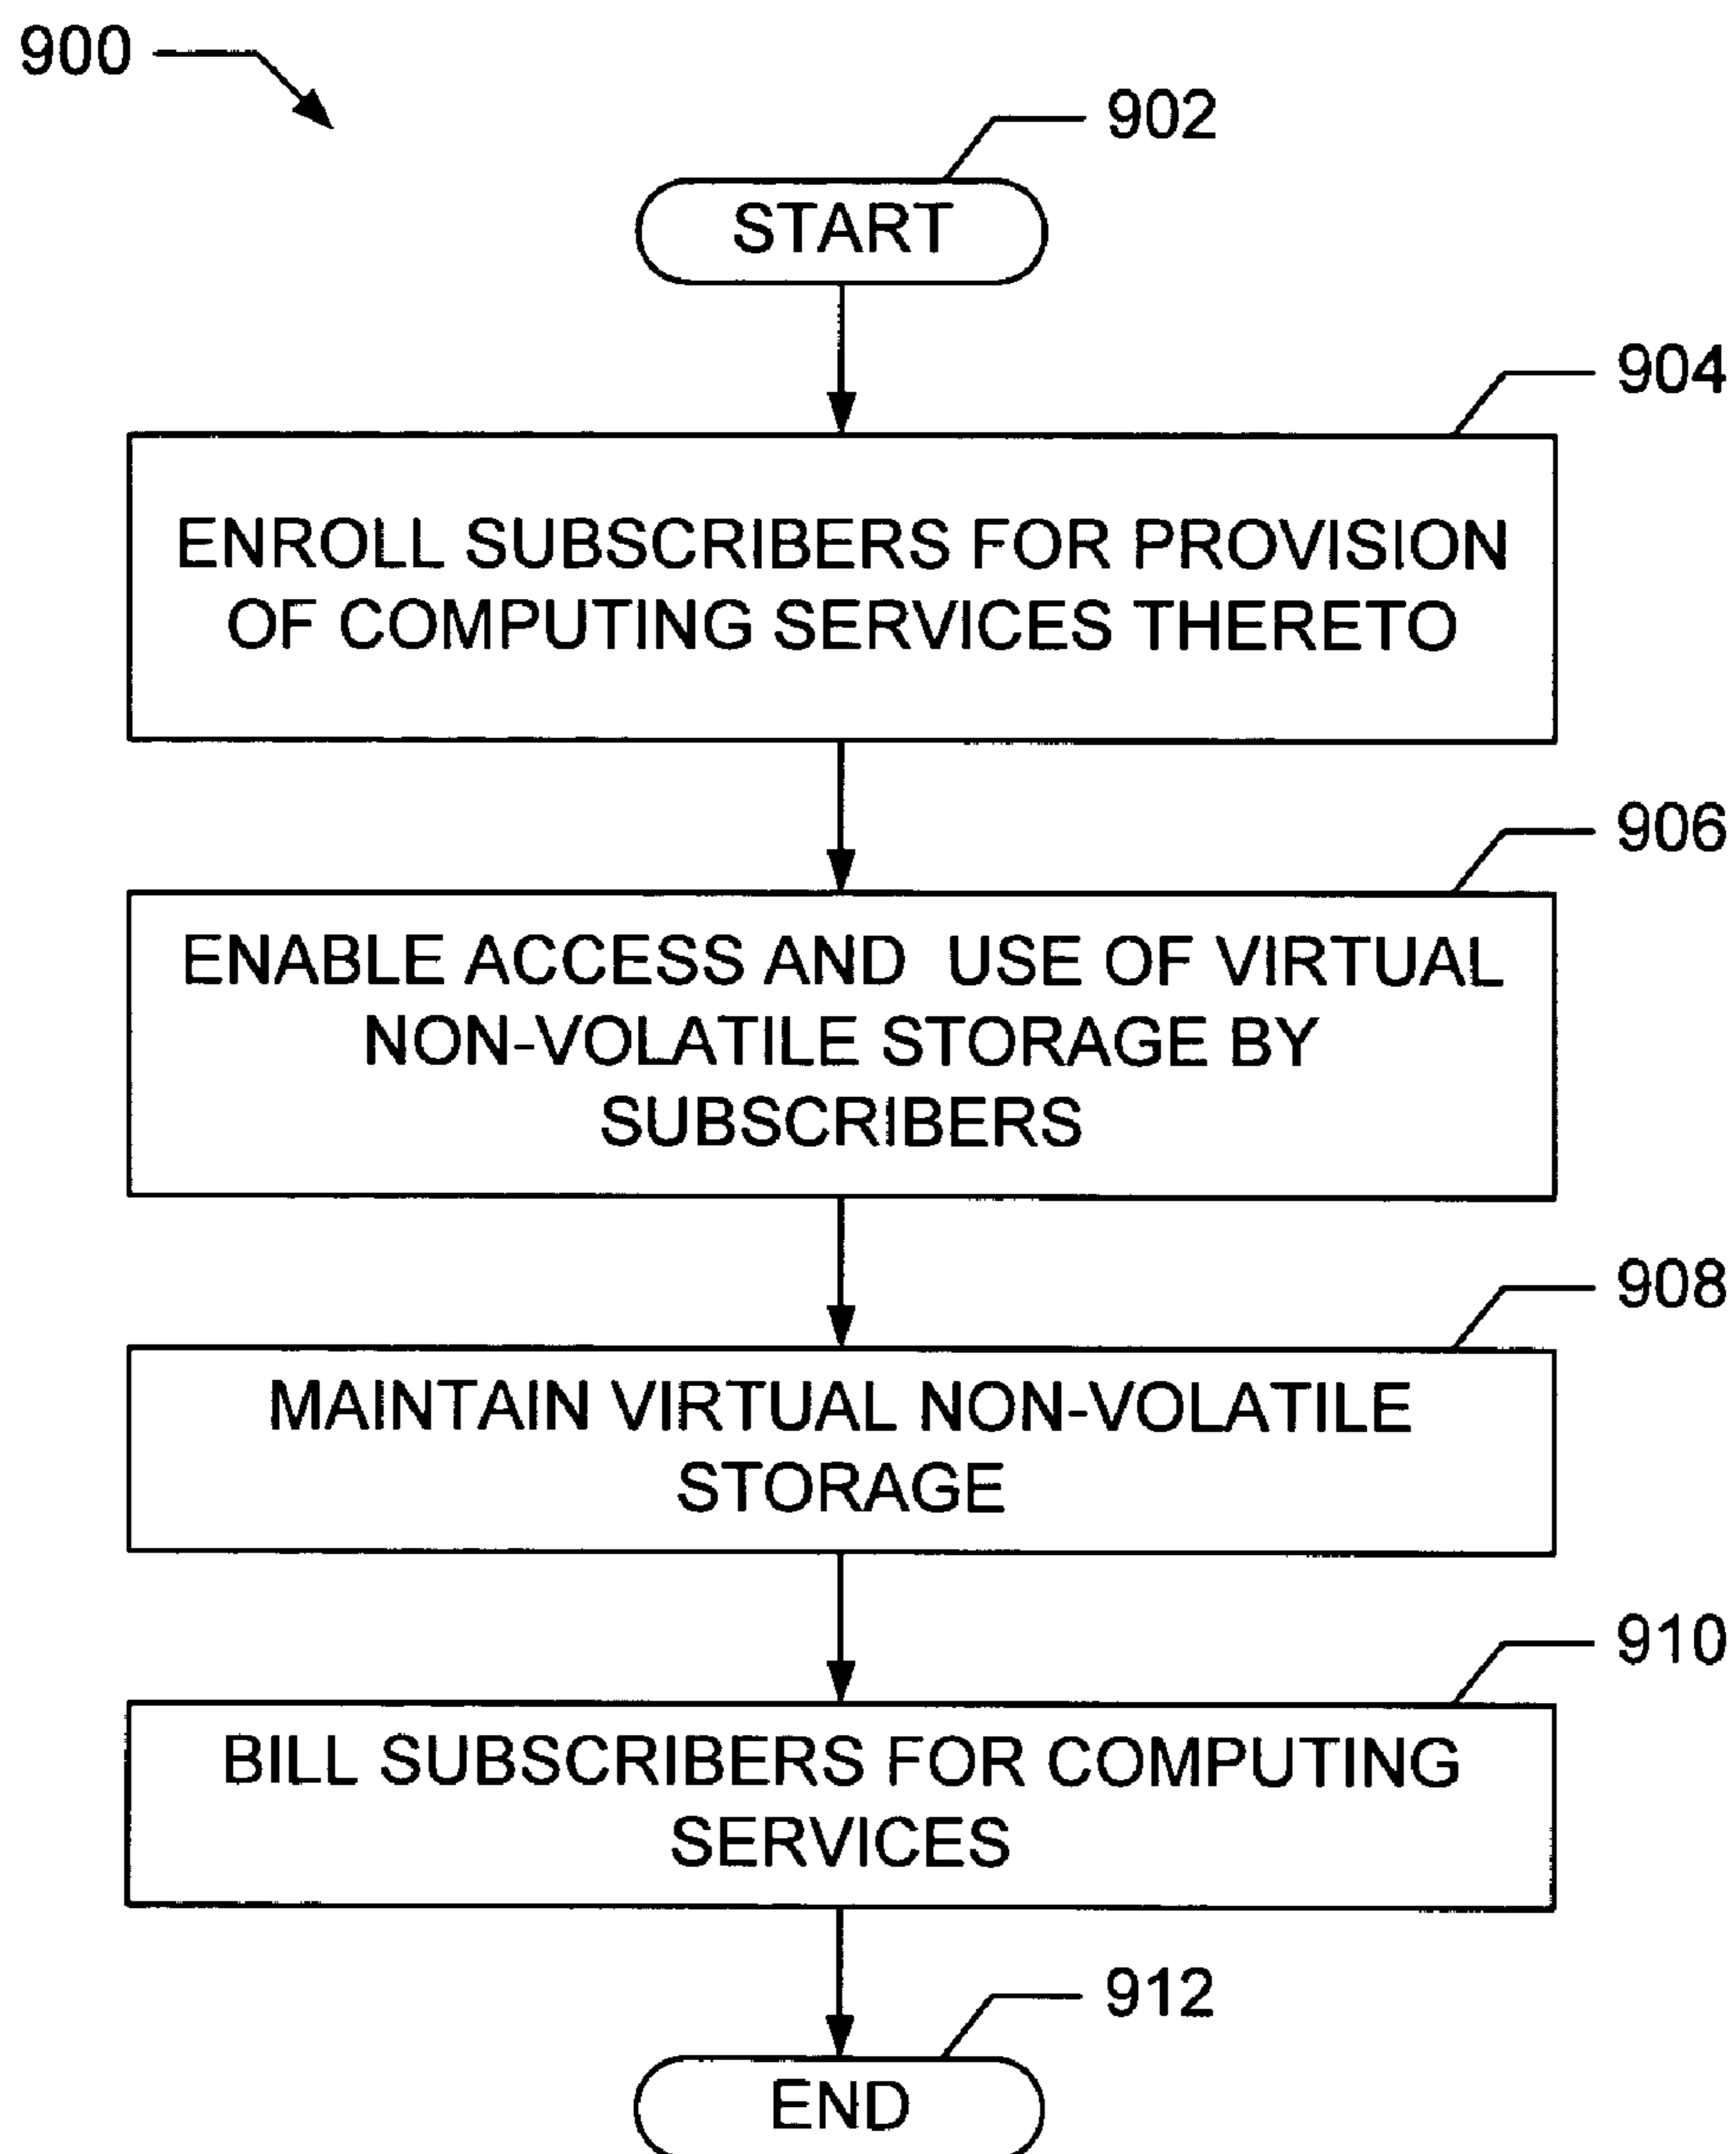 900
902
START
904
ENROLL SUBSCRIBERS FOR PROVISION
OF COMPUTING SERVICES THERETO
906
ENABLE ACCESS AND USE OF VIRTUAL
NON-VOLATILE STORAGE BY
SUBSCRIBERS
908
MAINTAIN VIRTUAL NON-VOLATILE
STORAGE
910
BILL SUBSCRIBERS FOR COMPUTING
SERVICES
912
END